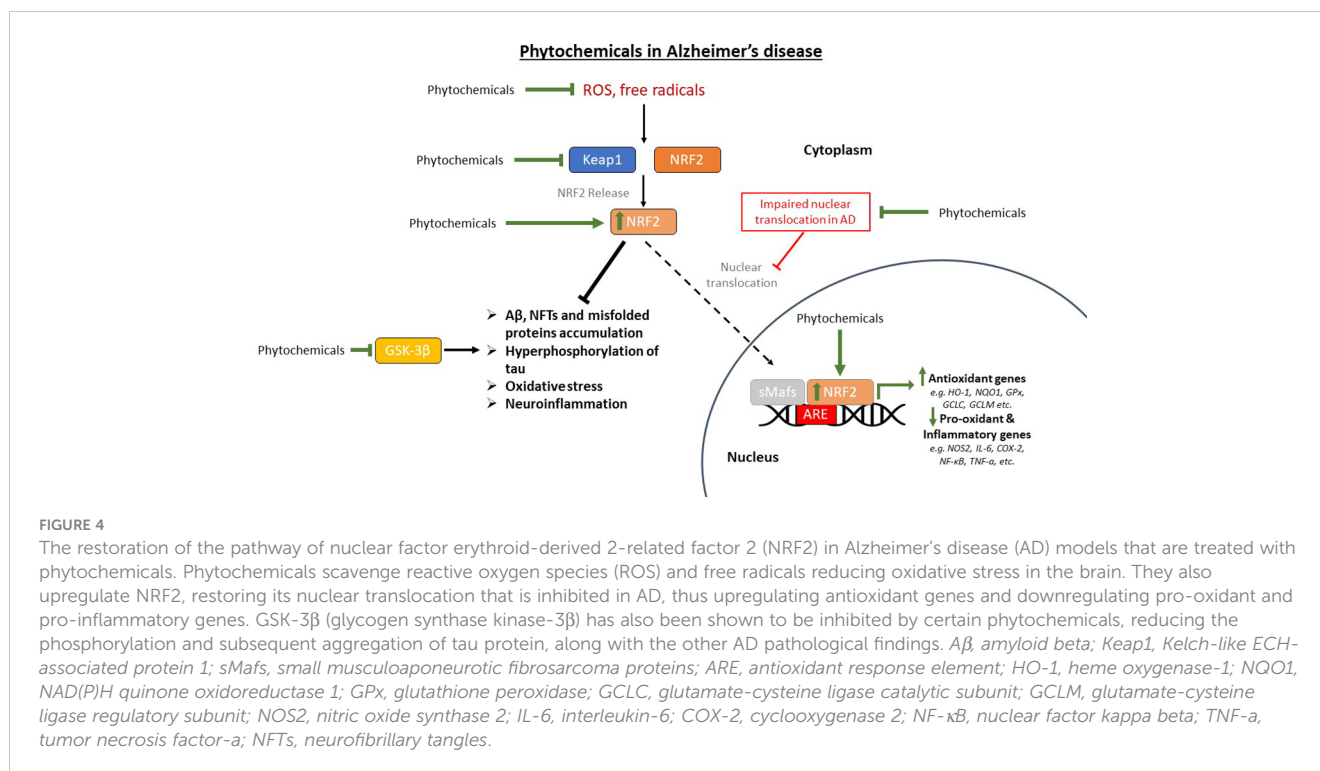 Phytochemicals in Alzheimer's disease
Phytochemicals
ROS, free radicals
Phytochemicals
Keap1
NRF2
Cytoplasm
NRF2 Release
Phytochemicals
NRF2
Impaired nuclear
translocation in AD
Phytochemicals
Nuclear
translocation
➢ Aβ, NFTs and misfolded
proteins accumulation
➢ Hyperphosphorylation of
tau
➢ Oxidative stress
➢ Neuroinflammation
Phytochemicals
GSK-3β
Phytochemicals
sMafs
NRF2
ARE
Nucleus
Antioxidant genes
e.g. HO-1, NQO1, GPx,
GCLC, GCLM etc.
Pro-oxidant &
Inflammatory genes
e.g. NOS2, IL-6, COX-2,
NF-κB, TNF-a, etc.
FIGURE 4
The restoration of the pathway of nuclear factor erythroid-derived 2-related factor 2 (NRF2) in Alzheimer's disease (AD) models that are treated with
phytochemicals. Phytochemicals scavenge reactive oxygen species (ROS) and free radicals reducing oxidative stress in the brain. They also
upregulate NRF2, restoring its nuclear translocation that is inhibited in AD, thus upregulating antioxidant genes and downregulating pro-oxidant and
pro-inflammatory genes. GSK-3β (glycogen synthase kinase-3β) has also been shown to be inhibited by certain phytochemicals, reducing the
phosphorylation and subsequent aggregation of tau protein, along with the other AD pathological findings. Aβ, amyloid beta; Keap1, Kelch-like ECH-
associated protein 1; sMafs, small musculoaponeurotic fibrosarcoma proteins; ARE, antioxidant response element; HO-1, heme oxygenase-1; NQO1,
NAD(P)H quinone oxidoreductase 1; GPx, glutathione peroxidase; GCLC, glutamate-cysteine ligase catalytic subunit; GCLM, glutamate-cysteine
ligase regulatory subunit; NOS2, nitric oxide synthase 2; IL-6, interleukin-6; COX-2, cyclooxygenase 2; NF-κB, nuclear factor kappa beta; TNF-a,
tumor necrosis factor-a; NFTs, neurofibrillary tangles.